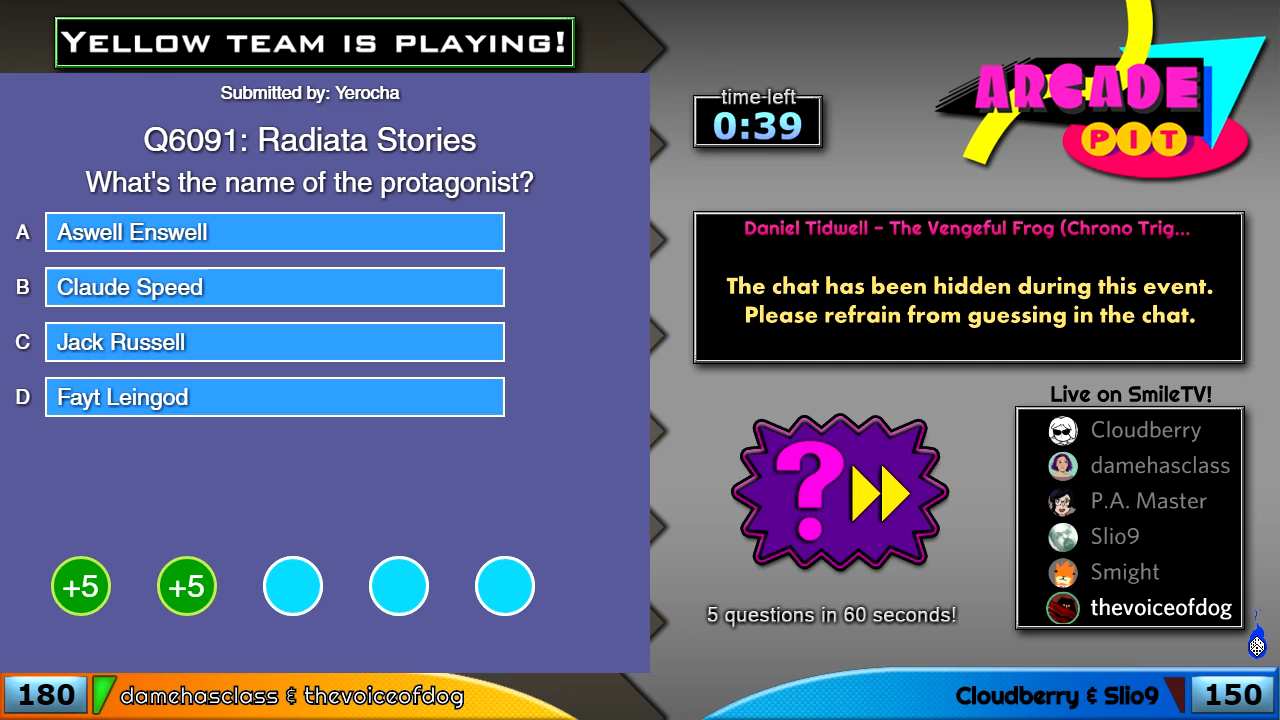 Yellow team is playing!
Submitted by: Yerocha
Q6091: Radiata Stories
What's the name of the protagonist?
A Aswell Enswell
B Claude Speed
C Jack Russell
D Fayt Leingod
+5 +5
time left
0:39
ARCADE
PIT
Daniel Tidwell - The Vengeful Frog (Chrono Trig...
The chat has been hidden during this event.
Please refrain from guessing in the chat.
?
5 questions in 60 seconds!
Live on SmileTV!
Cloudberry
damehasclass
P.A. Master
Slio9
Smight
thevoiceofdog
180 damehasclass & thevoiceofdog
Cloudberry & Slio9 150